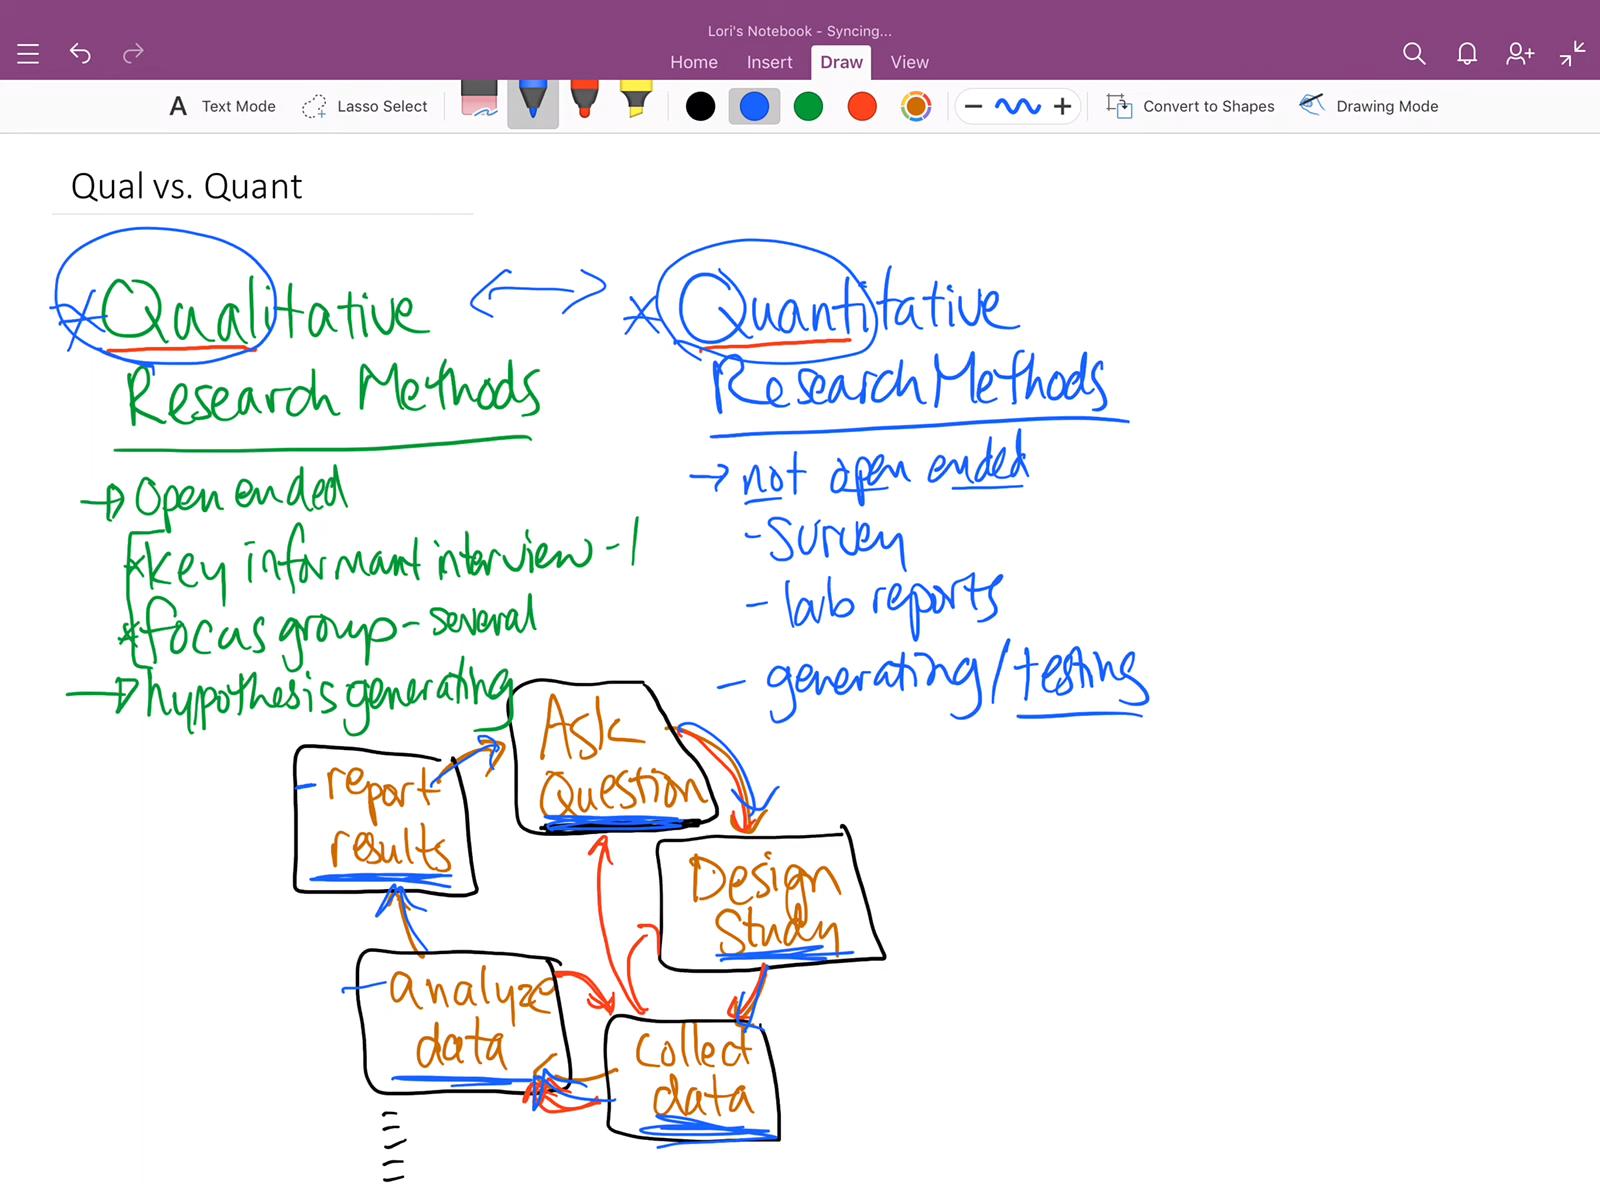 Lori's Notebook - Syncing...
Home Insert Draw View
A Text Mode Lasso Select Convert to Shapes Drawing Mode
Qual vs. Quant
Qualitative
Research Methods
Open ended
key informant interview - 1
focus group - several
hypothesis generating
Quantitative
Research Methods
not open ended
- survey
- lab reports
- generating/testing
Ask
Question
Design
Study
Collect
data
analyze
data
report
results